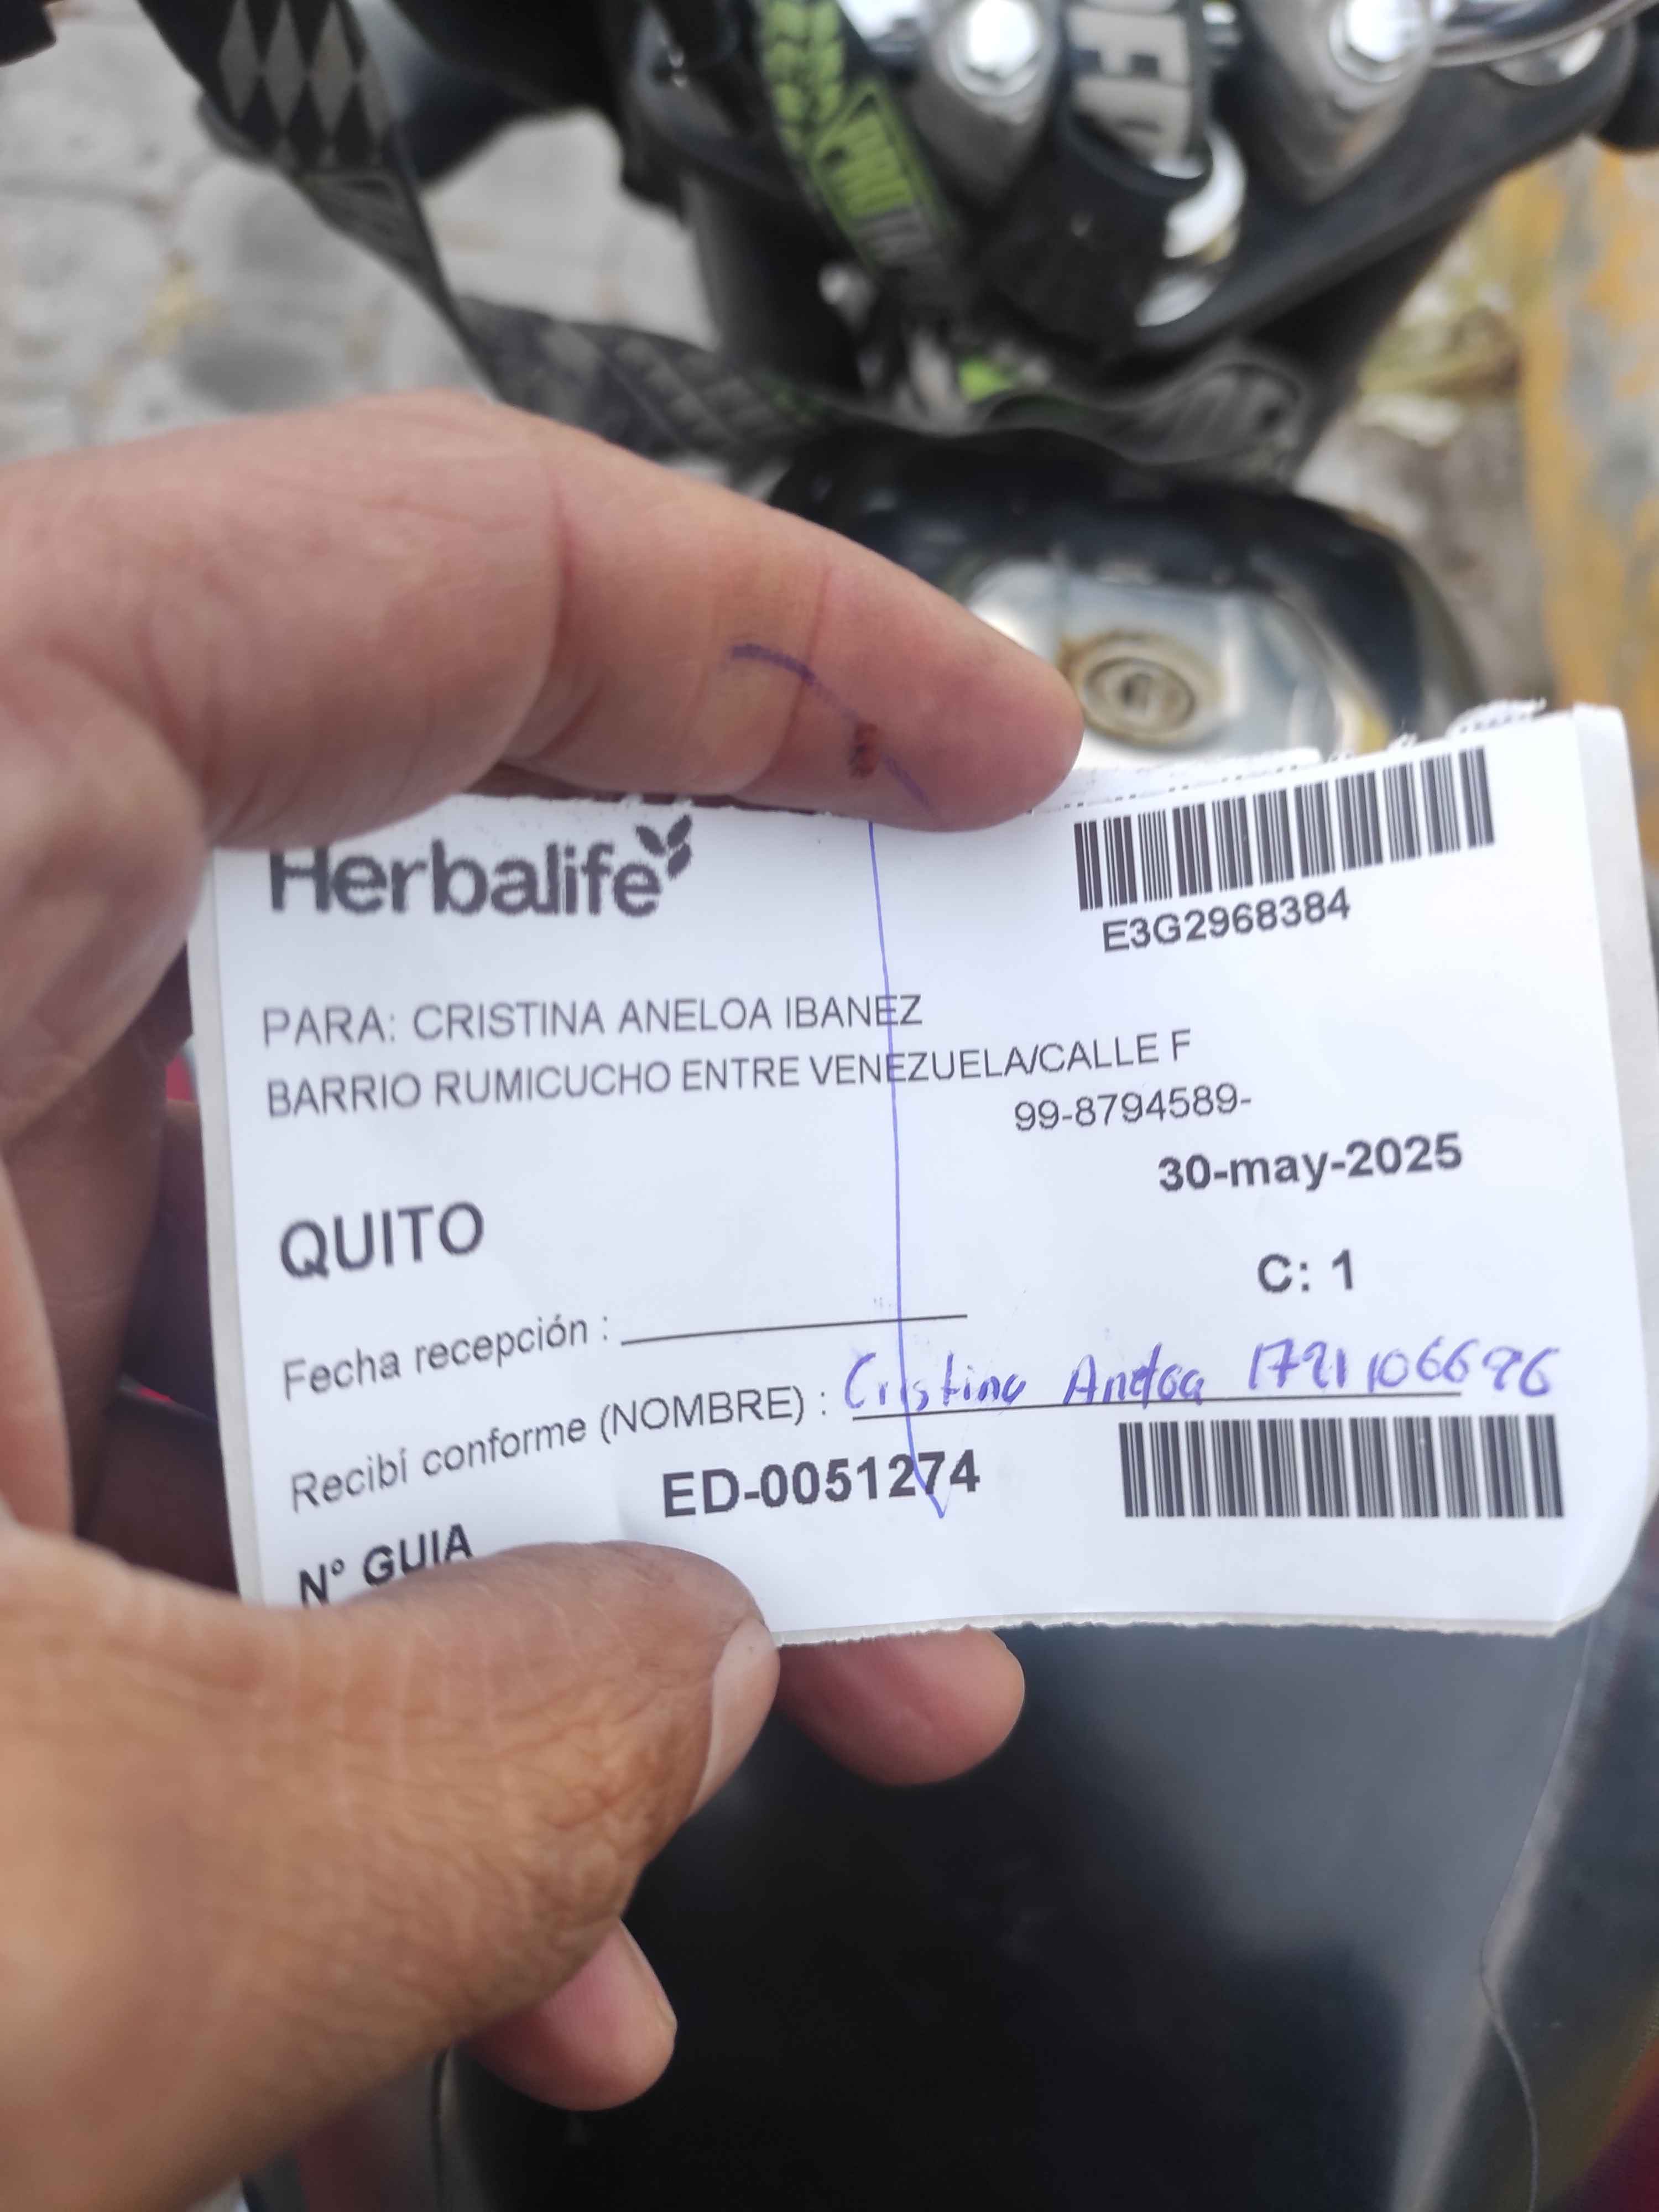 Herbalife
E3G2968384
PARA: CRISTINA ANELOA IBANEZ
BARRIO RUMICUCHO ENTRE VENEZUELA/CALLE F
99-8794589-
30-may-2025
QUITO
C: 1
Fecha recepción :
Recibí conforme (NOMBRE) : Cristina Aneloa
ED-0051274
N° GUIA